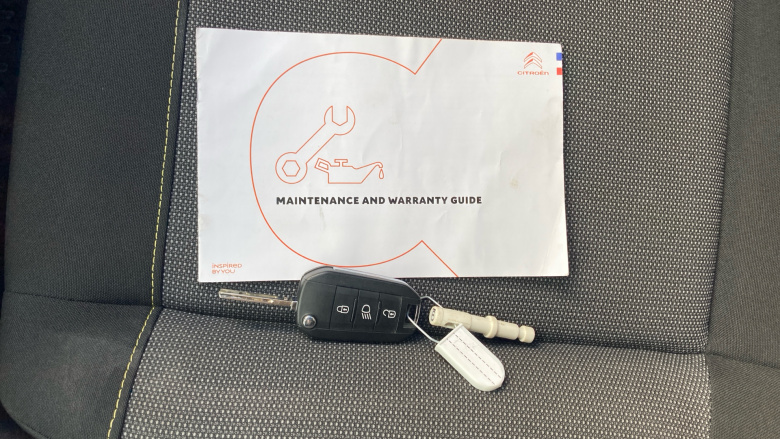 CITROËN
MAINTENANCE AND WARRANTY GUIDE
INSPIRED
BY YOU